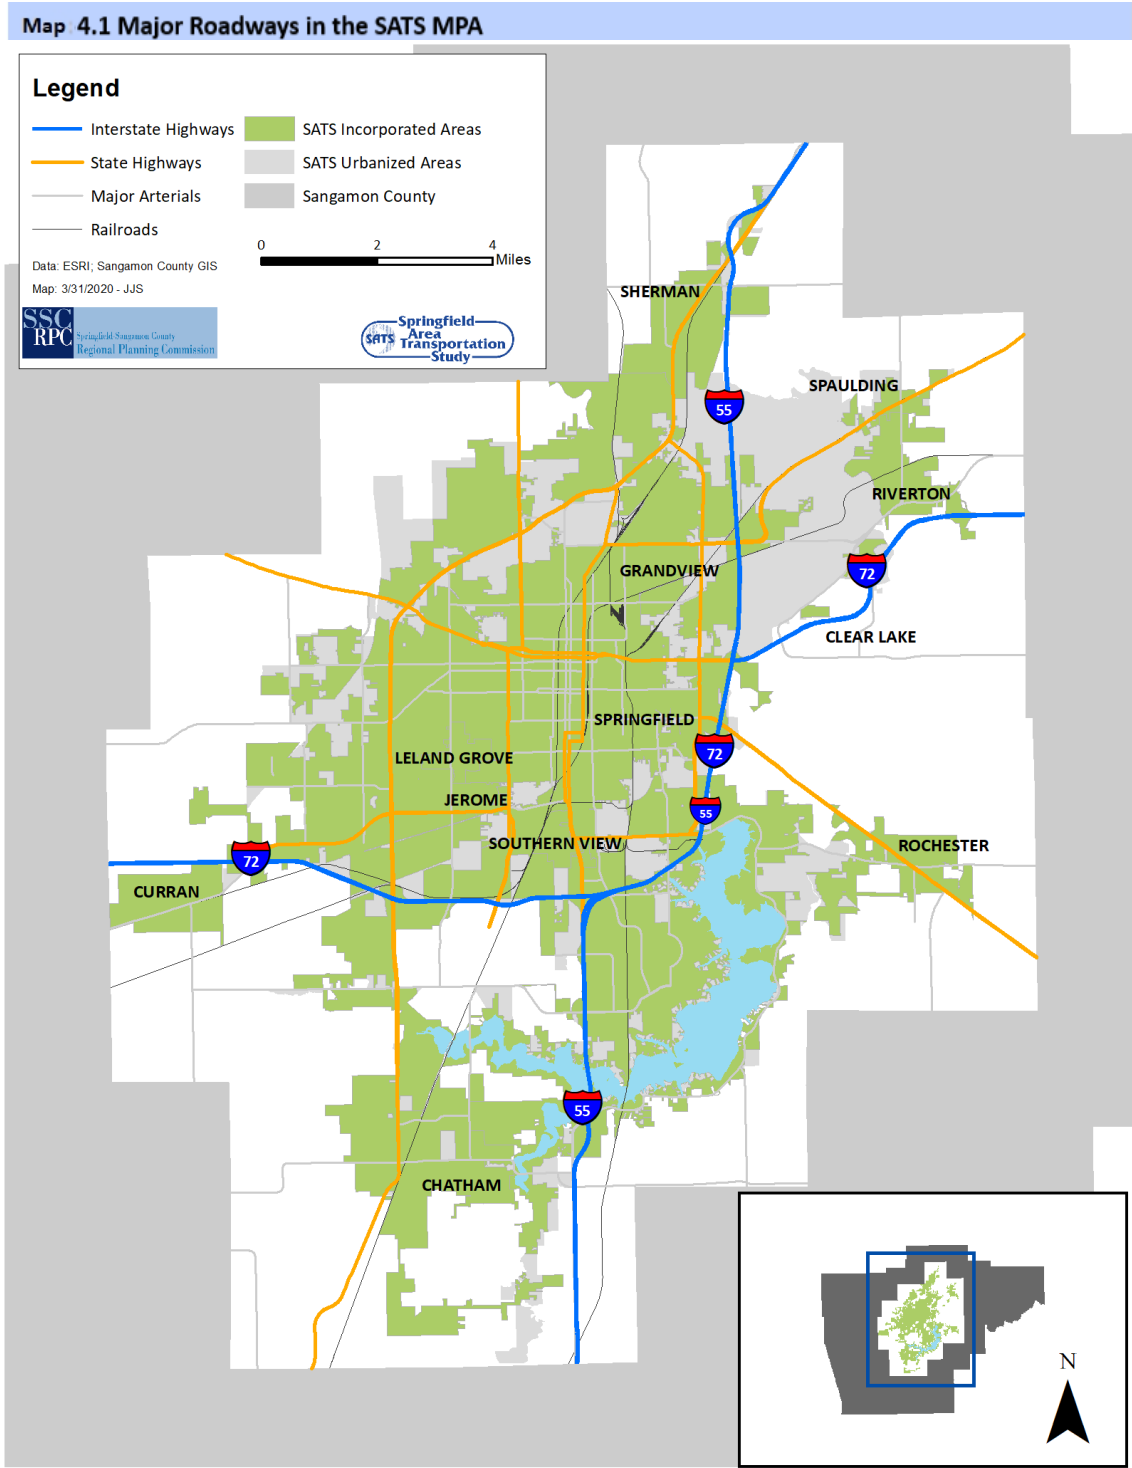 Map 4.1 Major Roadways in the SATS MPA
Legend
Interstate Highways
State Highways
Major Arterials
Railroads
SATS Incorporated Areas
SATS Urbanized Areas
Sangamon County
0 2 4
Miles
Data: ESRI; Sangamon County GIS
Map: 3/31/2020 - JJS
SSC
RPC
Springfield-Sangamon County
Regional Planning Commission
SATS
Springfield
Area
Transportation
Study
SHERMAN
SPAULDING
55
RIVERTON
GRANDVIEW
72
CLEAR LAKE
SPRINGFIELD
72
LELAND GROVE
JEROME
55
SOUTHERN VIEW
ROCHESTER
72
CURRAN
55
CHATHAM
N